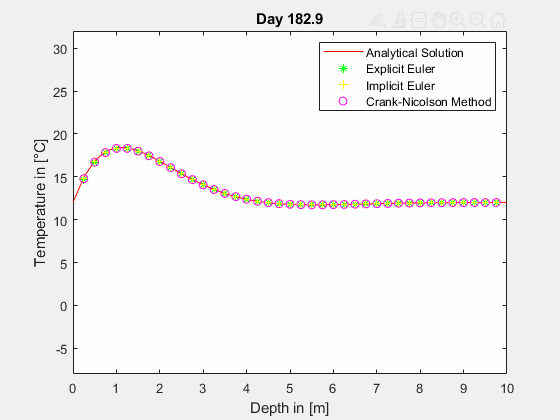 Day 182.9
Analytical Solution
Explicit Euler
Implicit Euler
Crank-Nicolson Method
Temperature in [°C]
30
25
20
15
10
5
0
-5
0 1 2 3 4 5 6 7 8 9 10
Depth in [m]